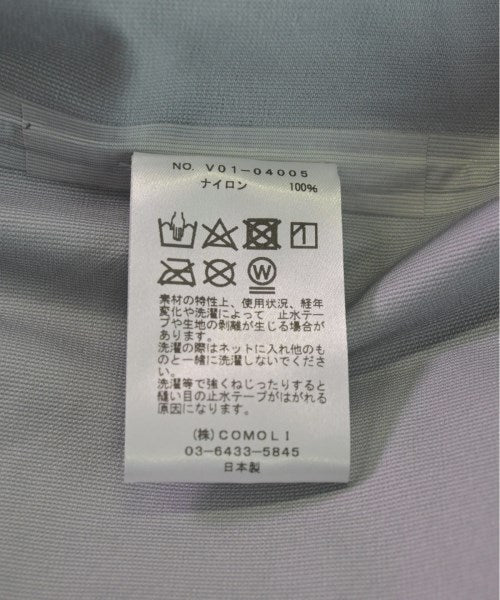 NO. V01-04005
ナイロン 100%
W
素材の特性上、使用状況、経年
変化や洗濯によって 止水テー
プや生地の剥離が生じる場合が
あります。
洗濯の際はネットに入れ他のも
のと一緒に洗濯しないでくださ
い。
洗濯等で強くねじったりすると
縫い目の止水テープがはがれる
原因になります。
(株)COMOLI
03-6433-5845
日本製